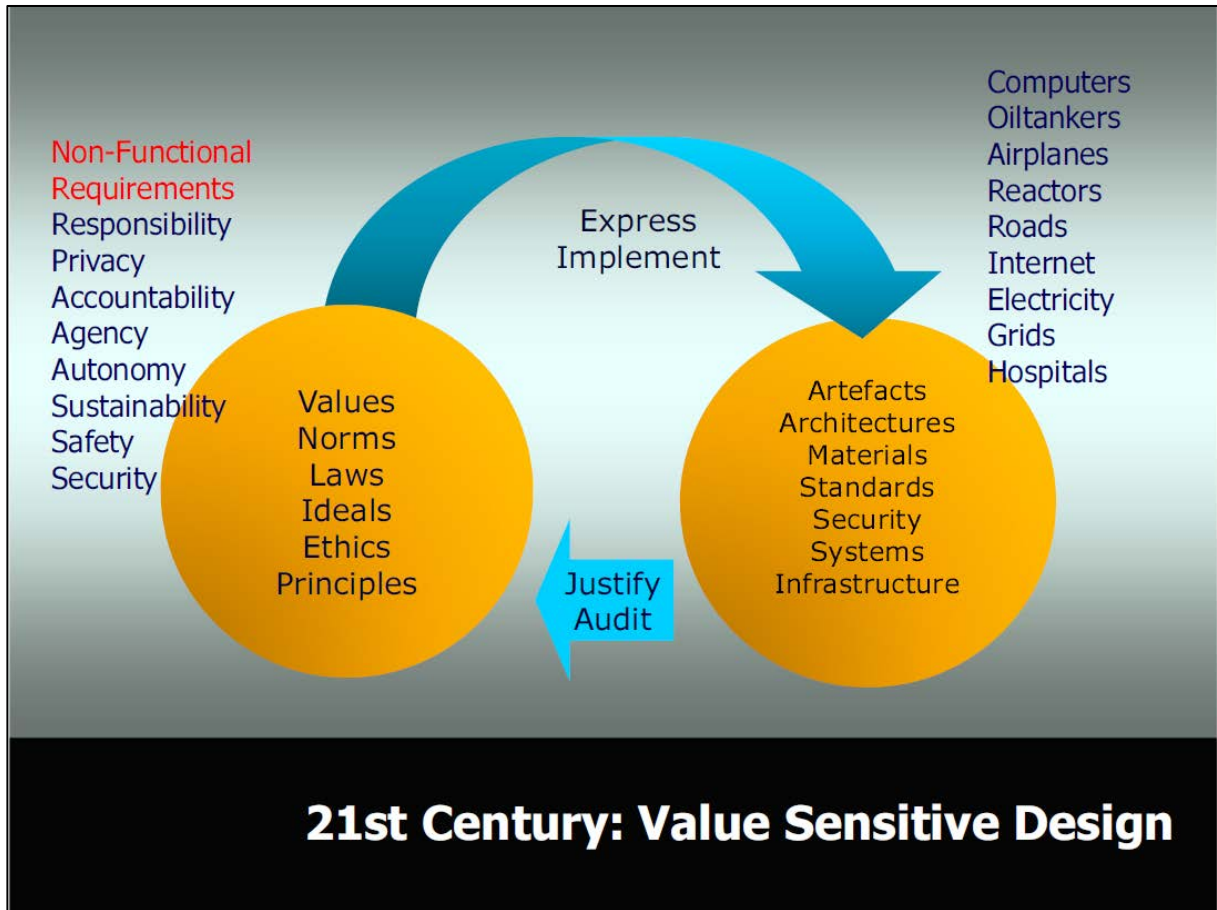 Non-Functional
Requirements
Responsibility
Privacy
Accountability
Agency
Autonomy
Sustainability
Safety
Security
Values
Norms
Laws
Ideals
Ethics
Principles
Express
Implement
Justify
Audit
Computers
Oiltankers
Airplanes
Reactors
Roads
Internet
Electricity
Grids
Hospitals
Artefacts
Architectures
Materials
Standards
Security
Systems
Infrastructure
21st Century: Value Sensitive Design